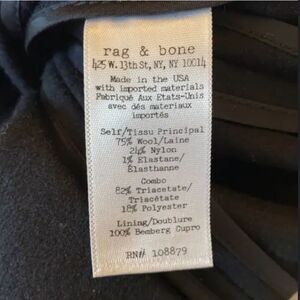 rag & bone
425 W. 13th St, NY, NY 10014
Made in the USA
with imported materials
Fabriqué Aux Etats-Unis
avec dés materiaux
importés
Self/Tissu Principal
75% Wool/Laine
24% Nylon
1% Elastane/
Elasthanne
Combo
82% Triacetate/
Triacétate
18% Polyester
Lining/Doublure
100% Bemberg Cupro
RN# 108879